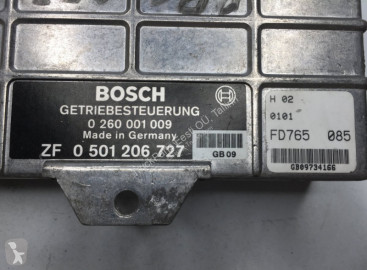 BOSCH
GETRIEBESTEUERUNG
0 260 001 009
Made in Germany
ZF 0 501 206 727
GB 09
H 02
0101
FD765 085
GB09734166